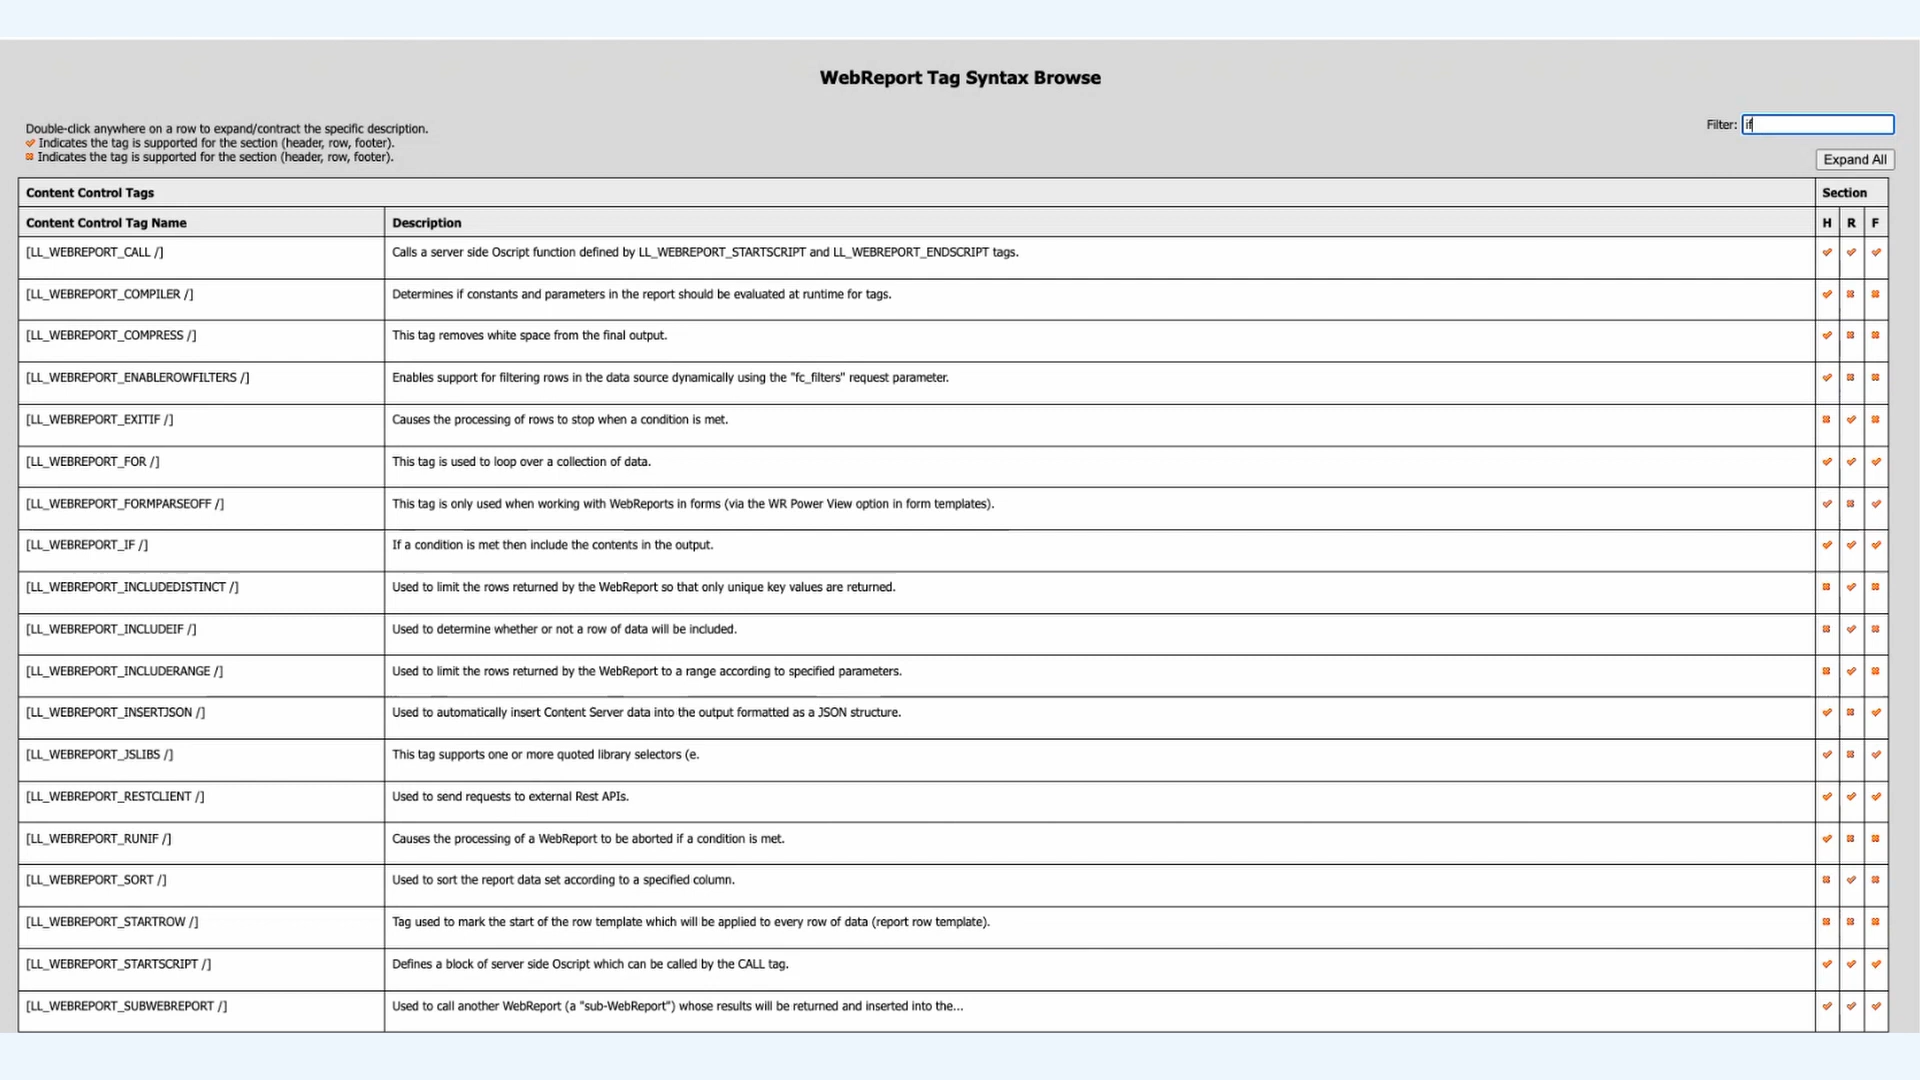 WebReport Tag Syntax Browse
Double-click anywhere on a row to expand/contract the specific description.
Indicates the tag is supported for the section (header, row, footer).
Indicates the tag is supported for the section (header, row, footer).
Filter: if
Expand All
Content Control Tags Section
Content Control Tag Name Description H R F
[LL_WEBREPORT_CALL /] Calls a server side Oscript function defined by LL_WEBREPORT_STARTSCRIPT and LL_WEBREPORT_ENDSCRIPT tags.
[LL_WEBREPORT_COMPILER /] Determines if constants and parameters in the report should be evaluated at runtime for tags.
[LL_WEBREPORT_COMPRESS /] This tag removes white space from the final output.
[LL_WEBREPORT_ENABLEROWFILTERS /] Enables support for filtering rows in the data source dynamically using the "fc_filters" request parameter.
[LL_WEBREPORT_EXITIF /] Causes the processing of rows to stop when a condition is met.
[LL_WEBREPORT_FOR /] This tag is used to loop over a collection of data.
[LL_WEBREPORT_FORMPARSEOFF /] This tag is only used when working with WebReports in forms (via the WR Power View option in form templates).
[LL_WEBREPORT_IF /] If a condition is met then include the contents in the output.
[LL_WEBREPORT_INCLUDEDISTINCT /] Used to limit the rows returned by the WebReport so that only unique key values are returned.
[LL_WEBREPORT_INCLUDEIF /] Used to determine whether or not a row of data will be included.
[LL_WEBREPORT_INCLUDERANGE /] Used to limit the rows returned by the WebReport to a range according to specified parameters.
[LL_WEBREPORT_INSERTJSON /] Used to automatically insert Content Server data into the output formatted as a JSON structure.
[LL_WEBREPORT_JSLIBS /] This tag supports one or more quoted library selectors (e.
[LL_WEBREPORT_RESTCLIENT /] Used to send requests to external Rest APIs.
[LL_WEBREPORT_RUNIF /] Causes the processing of a WebReport to be aborted if a condition is met.
[LL_WEBREPORT_SORT /] Used to sort the report data set according to a specified column.
[LL_WEBREPORT_STARTROW /] Tag used to mark the start of the row template which will be applied to every row of data (report row template).
[LL_WEBREPORT_STARTSCRIPT /] Defines a block of server side Oscript which can be called by the CALL tag.
[LL_WEBREPORT_SUBWEBREPORT /] Used to call another WebReport (a "sub-WebReport") whose results will be returned and inserted into the...